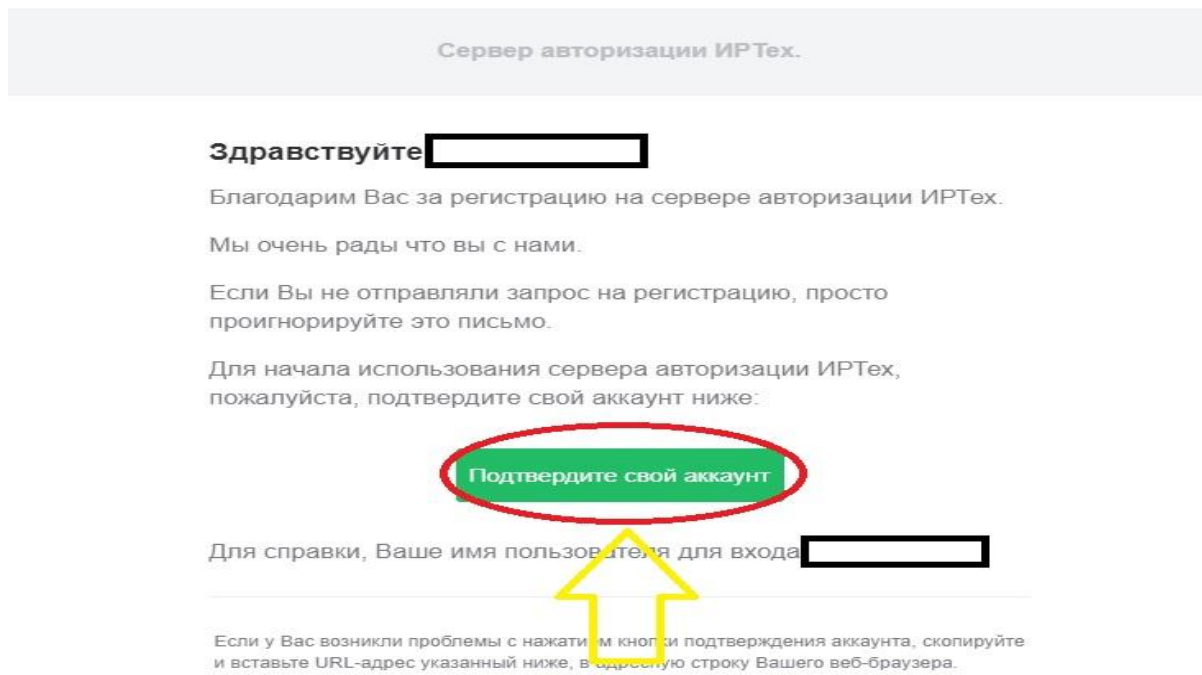 Сервер авторизации ИРТех.
Здравствуйте
Благодарим Вас за регистрацию на сервере авторизации ИРТех.
Мы очень рады что вы с нами.
Если Вы не отправляли запрос на регистрацию, просто
проигнорируйте это письмо.
Для начала использования сервера авторизации ИРТех,
пожалуйста, подтвердите свой аккаунт ниже:
Подтвердите свой аккаунт
Для справки, Ваше имя пользователя для входа
Если у Вас возникли проблемы с нажатием кнопки подтверждения аккаунта, скопируйте
и вставьте URL-адрес указанный ниже, в адресную строку Вашего веб-браузера.